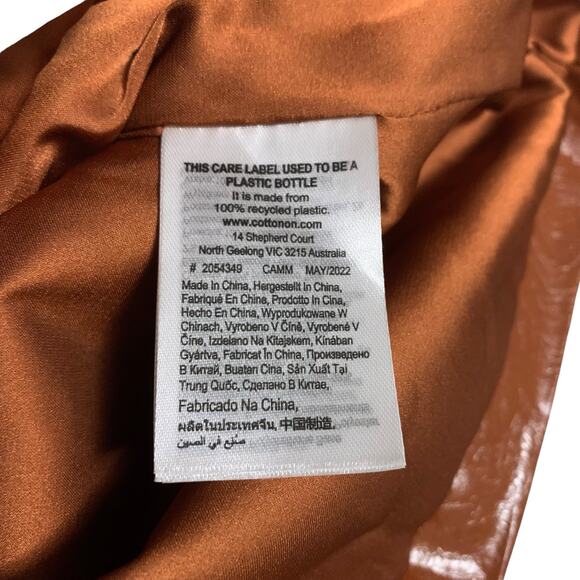 THIS CARE LABEL USED TO BE A
PLASTIC BOTTLE
It is made from
100% recycled plastic.
www.cottonon.com
14 Shepherd Court
North Geelong VIC 3215 Australia
# 2054349 CAMM MAY/2022
Made In China, Hergestellt In China,
Fabriqué En Chine, Prodotto In Cina,
Hecho En China, Wyprodukowane W
Chinach, Vyrobeno V Číně, Vyrobené V
Číne, Izdelano Na Kitajskem, Kínában
Gyártva, Fabricat În China, Произведено
В Китай, Buatan Cina, Sản Xuất Tại
Trung Quốc, Сделано В Китае,
Fabricado Na China,
ผลิตในประเทศจีน, 中国制造,
صنع في الصين